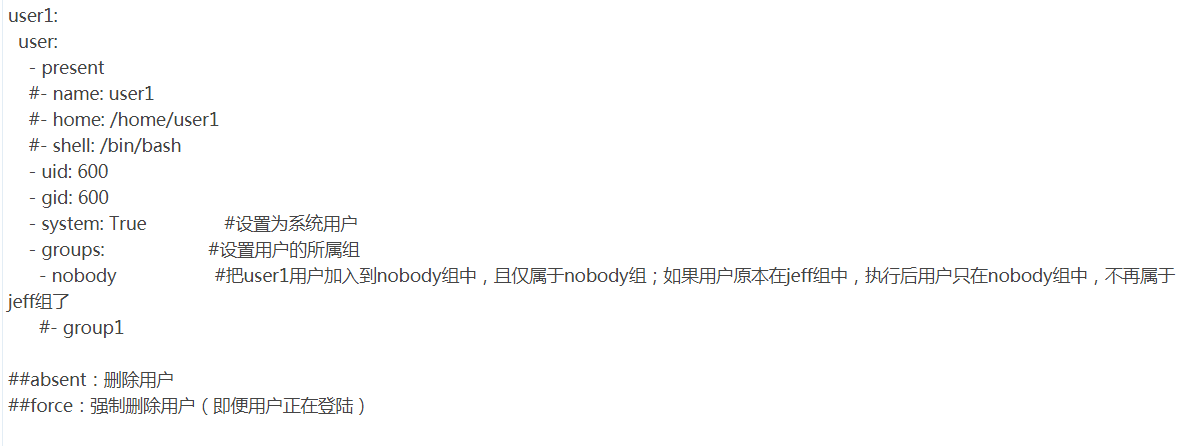 user1:
  user:
    - present
    #- name: user1
    #- home: /home/user1
    #- shell: /bin/bash
    - uid: 600
    - gid: 600
    - system: True                #设置为系统用户
    - groups:                     #设置用户的所属组
      - nobody                    #把user1用户加入到nobody组中，且仅属于nobody组；如果用户原本在jeff组中，执行后用户只在nobody组中，不再属于
jeff组了
      #- group1
##absent：删除用户
##force：强制删除用户（即便用户正在登陆）